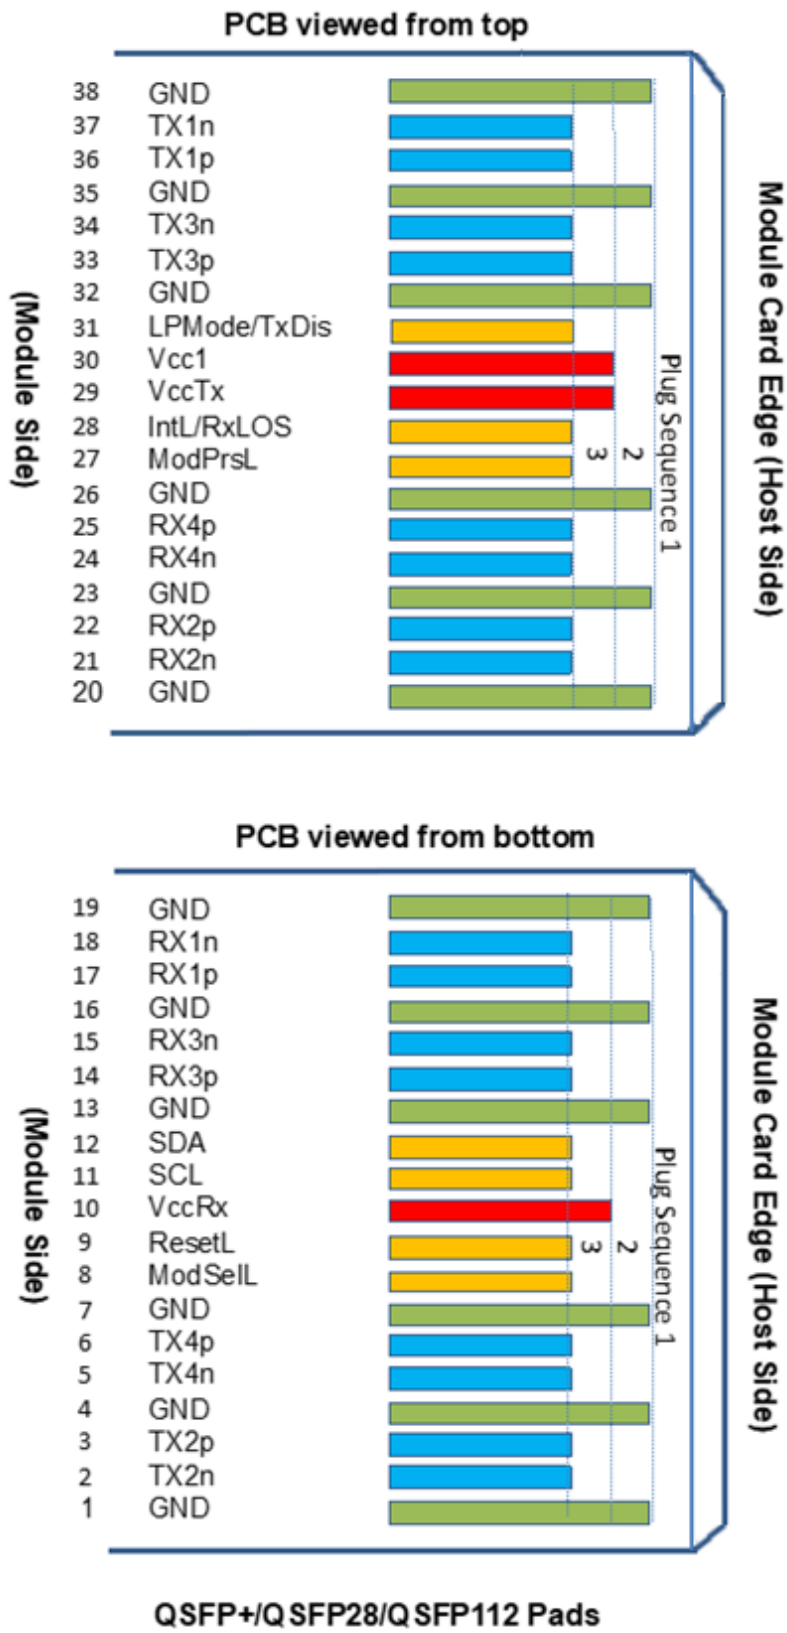 PCB viewed from top
38 GND
37 TX1n
36 TX1p
35 GND
34 TX3n
33 TX3p
32 GND
31 LPMode/TxDis
30 Vcc1
29 VccTx
28 IntL/RxLOS
27 ModPrsL
26 GND
25 RX4p
24 RX4n
23 GND
22 RX2p
21 RX2n
20 GND
(Module Side)
3
2
Plug Sequence 1
Module Card Edge (Host Side)
PCB viewed from bottom
19 GND
18 RX1n
17 RX1p
16 GND
15 RX3n
14 RX3p
13 GND
12 SDA
11 SCL
10 VccRx
9 ResetL
8 ModSelL
7 GND
6 TX4p
5 TX4n
4 GND
3 TX2p
2 TX2n
1 GND
(Module Side)
3
2
Plug Sequence 1
Module Card Edge (Host Side)
QSFP+/QSFP28/QSFP112 Pads